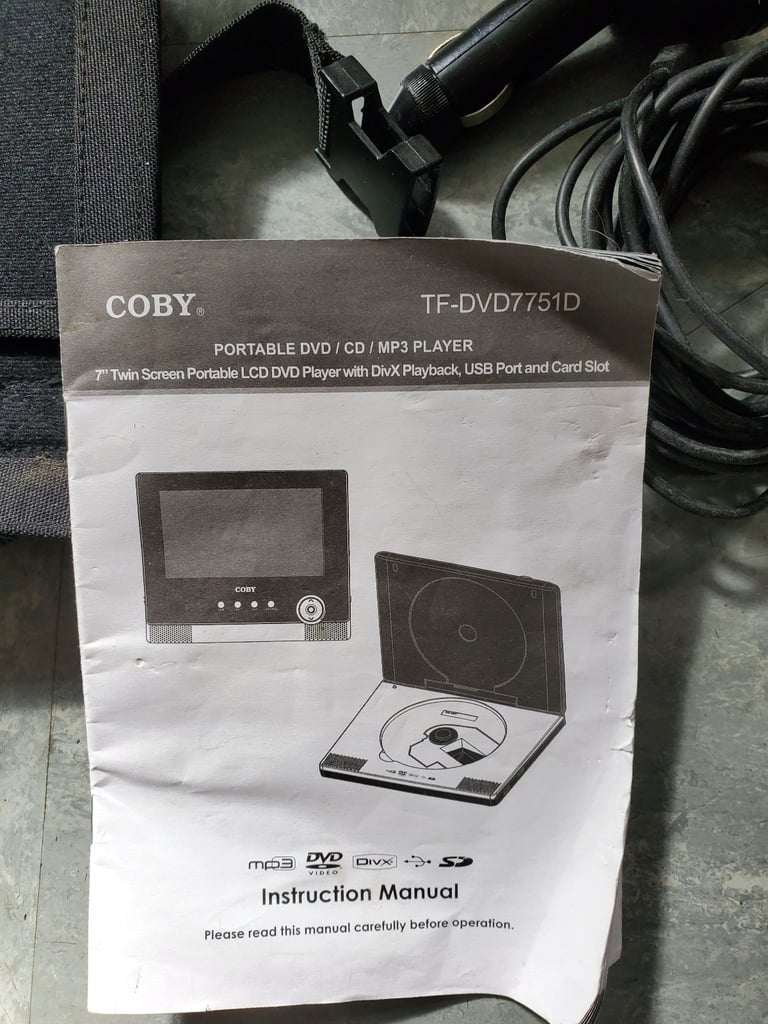 COBY®
TF-DVD7751D
PORTABLE DVD / CD / MP3 PLAYER
7" Twin Screen Portable LCD DVD Player with DivX Playback, USB Port and Card Slot
COBY
mp3 DVD VIDEO DivX SD
Instruction Manual
Please read this manual carefully before operation.